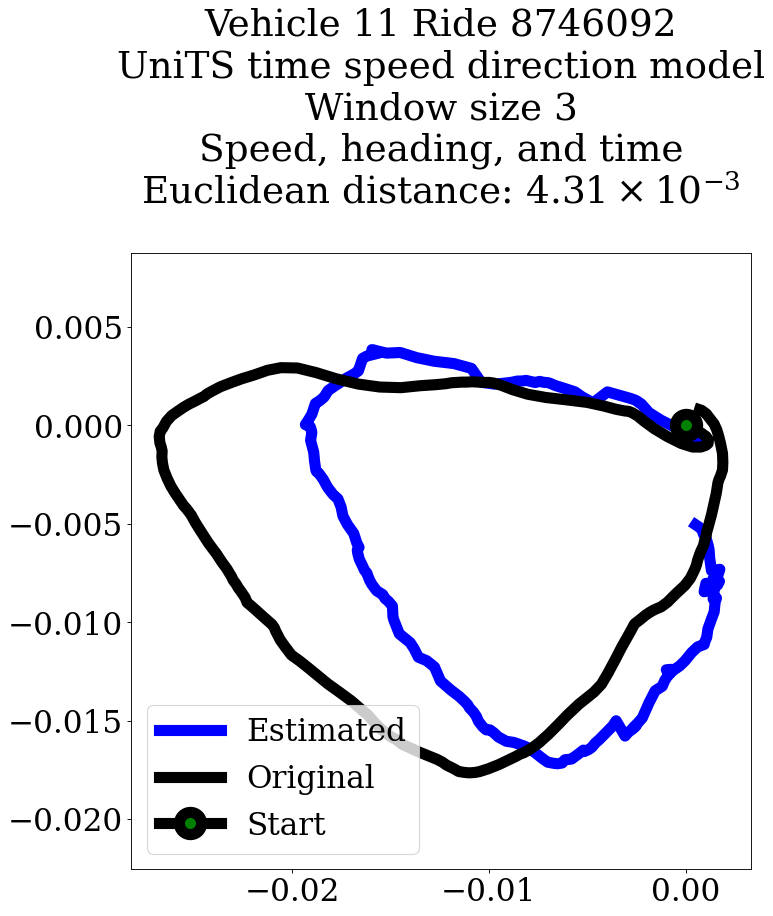 Vehicle 11 Ride 8746092
UniTS time speed direction model
Window size 3
Speed, heading, and time
Euclidean distance: 4.31 × 10⁻³
0.005
0.000
−0.005
−0.010
−0.015
−0.020
Estimated
Original
Start
−0.02
−0.01
0.00